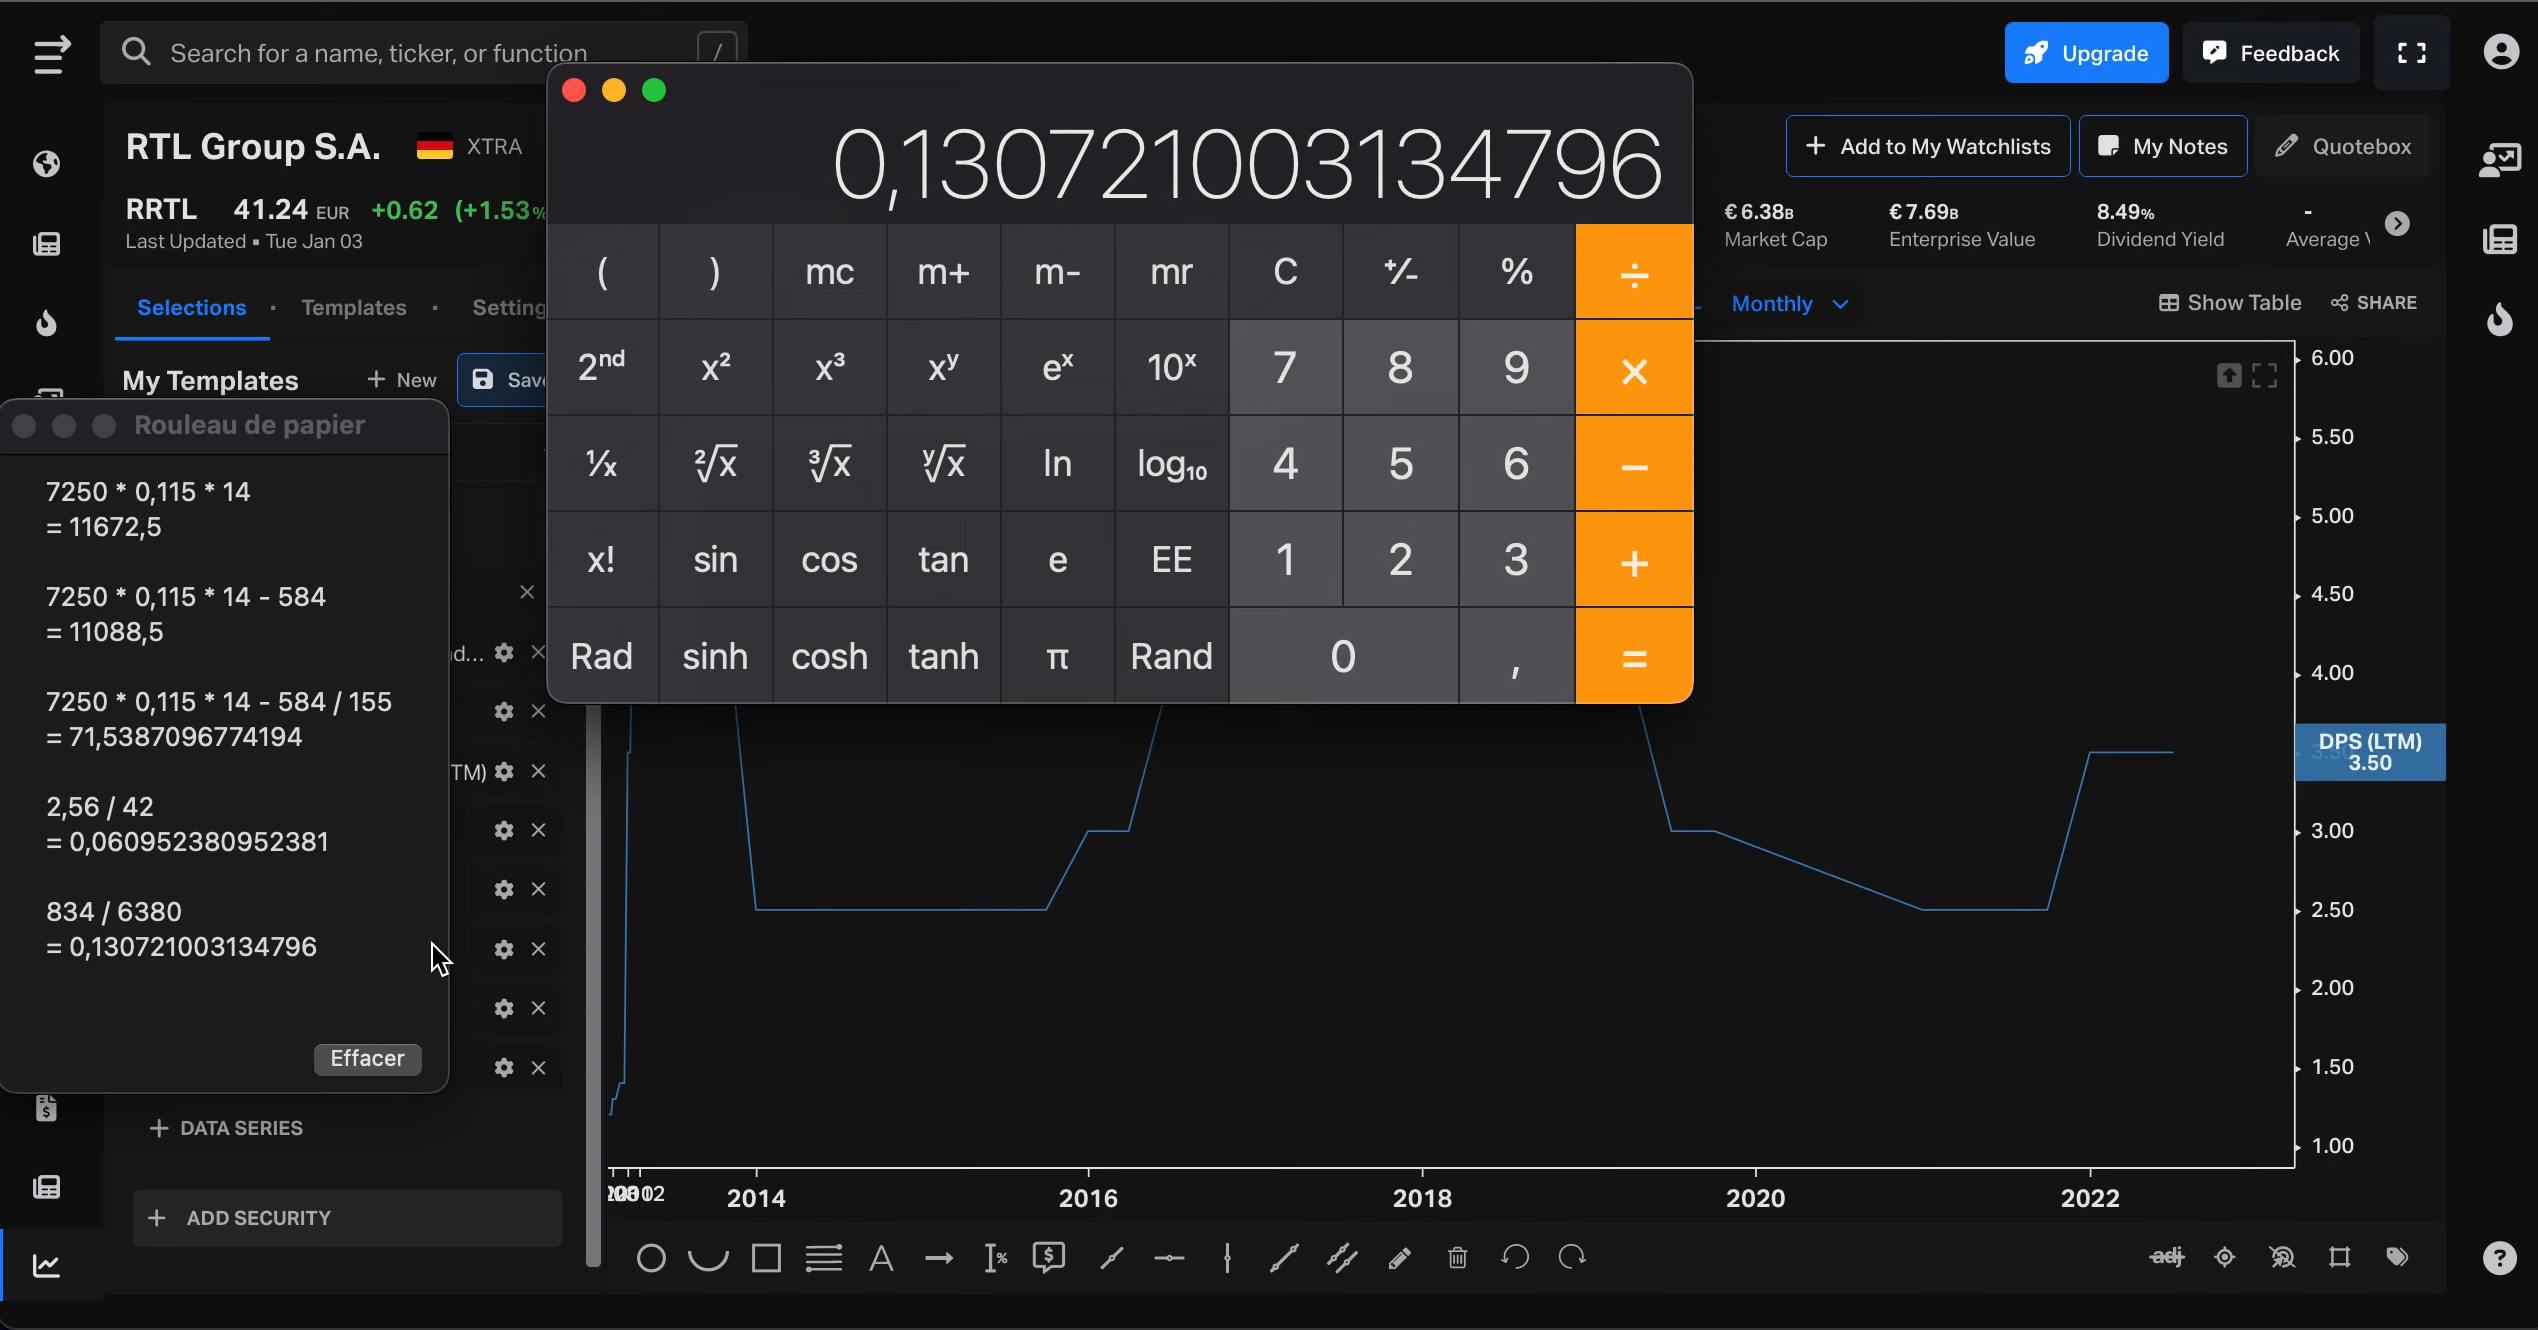 Search for a name, ticker, or function /
Upgrade
Feedback
RTL Group S.A. XTRA
RRTL 41.24 EUR +0.62 (+1.53%
Last Updated ▪ Tue Jan 03
+ Add to My Watchlists
My Notes
Quotebox
€ 6.38B
Market Cap
€ 7.69B
Enterprise Value
8.49%
Dividend Yield
-
Average V
Selections · Templates · Setting
Monthly
Show Table
SHARE
My Templates + New Save
0,130721003134796
( ) mc m+ m- mr C ⁺⁄₋ % ÷
2nd x² x³ xʸ eˣ 10ˣ 7 8 9 ×
¹⁄x ²√x ³√x ʸ√x ln log₁₀ 4 5 6 −
x! sin cos tan e EE 1 2 3 +
Rad sinh cosh tanh π Rand 0 , =
Rouleau de papier
7250 * 0,115 * 14
= 11672,5
7250 * 0,115 * 14 - 584
= 11088,5
7250 * 0,115 * 14 - 584 / 155
= 71,5387096774194
2,56 / 42
= 0,060952380952381
834 / 6380
= 0,130721003134796
Effacer
d...
TM)
+ DATA SERIES
+ ADD SECURITY
6.00
5.50
5.00
4.50
4.00
DPS (LTM)
3.50
3.00
2.50
2.00
1.50
1.00
2014 2016 2018 2020 2022
A
%
$
adj
?